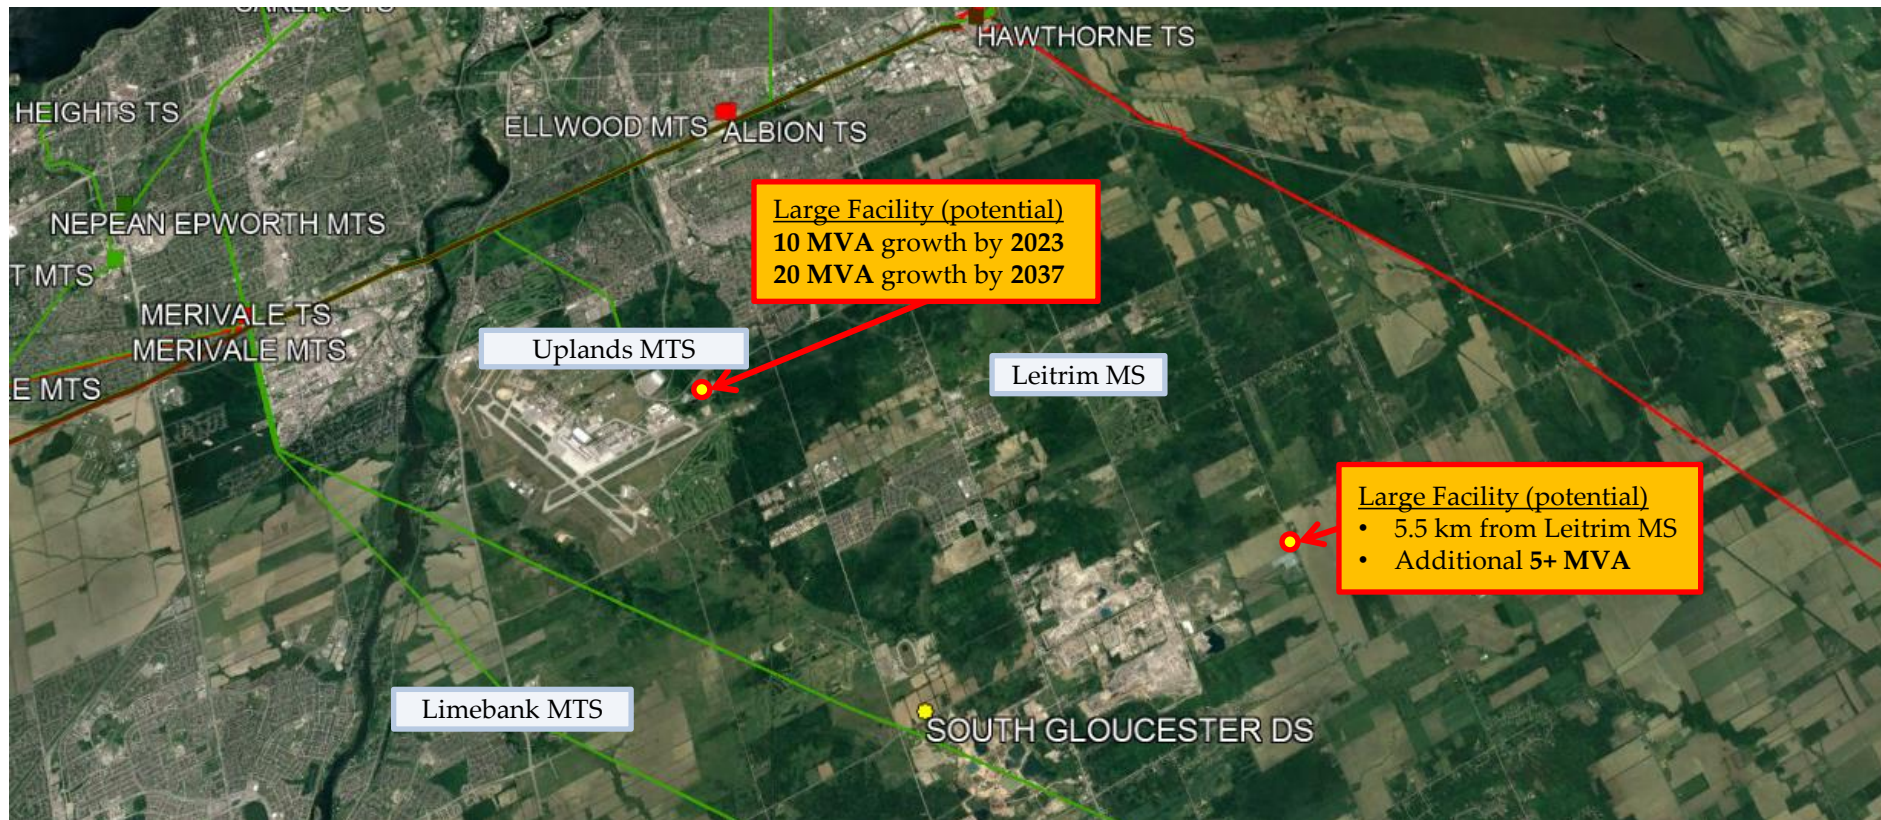 CARLING TS
HAWTHORNE TS
HEIGHTS TS
ELLWOOD MTS
ALBION TS
NEPEAN EPWORTH MTS
T MTS
Large Facility (potential)
10 MVA growth by 2023
20 MVA growth by 2037
MERIVALE TS
MERIVALE MTS
E MTS
Uplands MTS
Leitrim MS
Large Facility (potential)
• 5.5 km from Leitrim MS
• Additional 5+ MVA
Limebank MTS
SOUTH GLOUCESTER DS